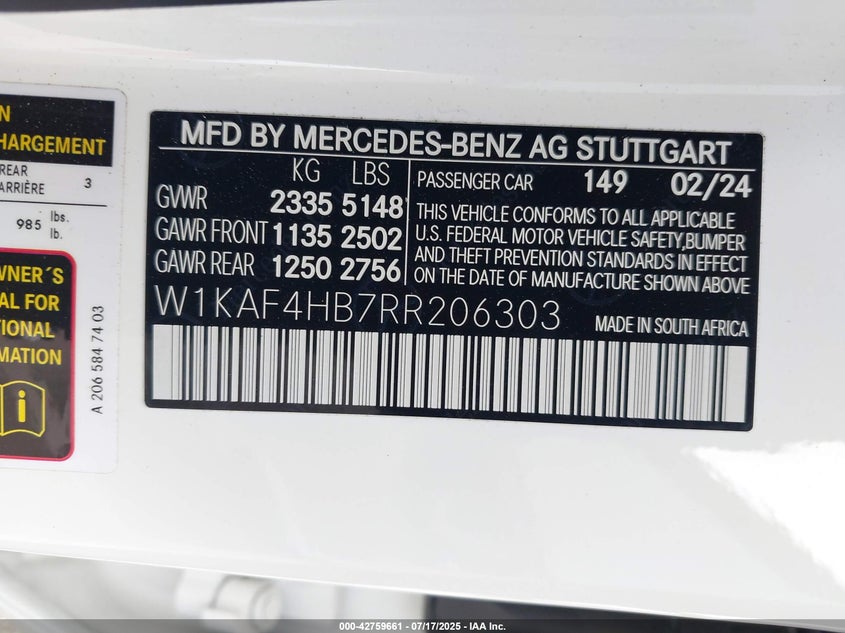 N
HARGEMENT
REAR
ARRIÈRE 3
985 lbs.
lb.
WNER´S
AL FOR
TIONAL
RMATION
i
A 206 584 74 03
MFD BY MERCEDES-BENZ AG STUTTGART
KG LBS
GWWR 2335 5148
GAWR FRONT 1135 2502
GAWR REAR 1250 2756
PASSENGER CAR 149 02/24
THIS VEHICLE CONFORMS TO ALL APPLICABLE
U.S. FEDERAL MOTOR VEHICLE SAFETY,BUMPER
AND THEFT PREVENTION STANDARDS IN EFFECT
ON THE DATE OF MANUFACTURE SHOWN ABOVE
W1KAF4HB7RR206303
MADE IN SOUTH AFRICA
000-42759661 - 07/17/2025 - IAA Inc.